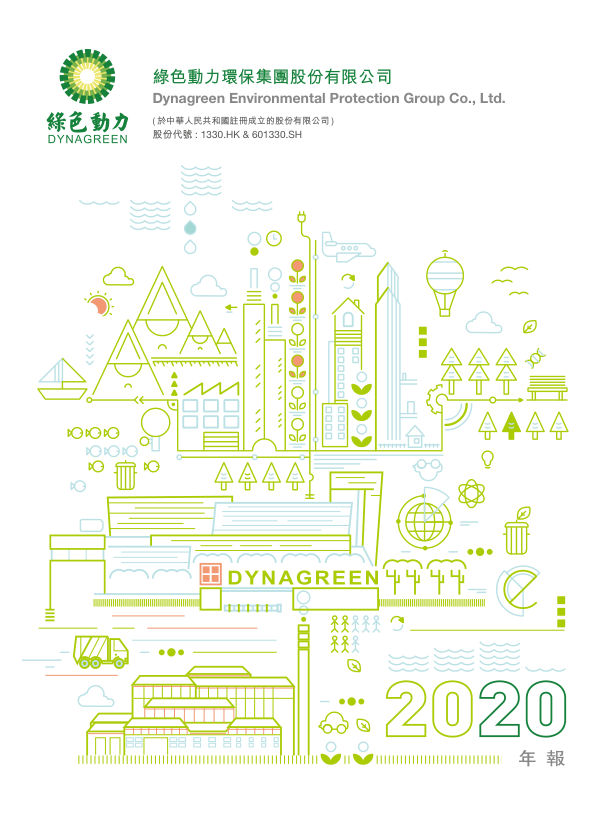 綠色動力
DYNAGREEN
綠色動力環保集團股份有限公司
Dynagreen Environmental Protection Group Co., Ltd.
(於中華人民共和國註冊成立的股份有限公司)
股份代號 : 1330.HK & 601330.SH
DYNAGREEN
2020
年報